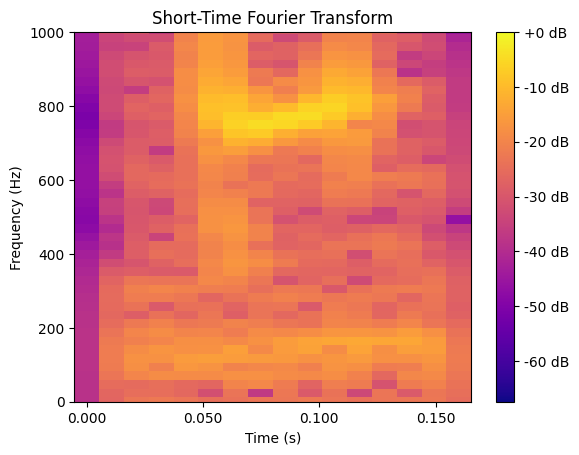 Short-Time Fourier Transform
Frequency (Hz)
1000
800
600
400
200
0
0.000
0.050
0.100
0.150
Time (s)
+0 dB
-10 dB
-20 dB
-30 dB
-40 dB
-50 dB
-60 dB